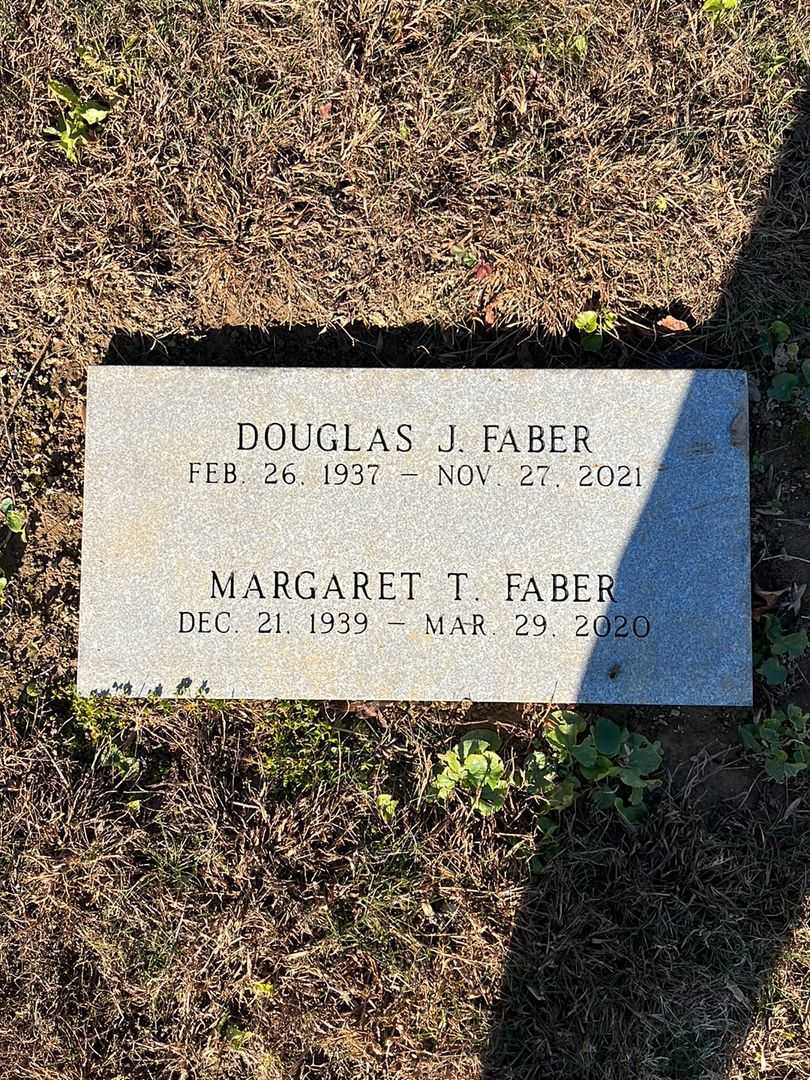 DOUGLAS J. FABER
FEB. 26, 1937 – NOV. 27, 2021
MARGARET T. FABER
DEC. 21, 1939 – MAR. 29, 2020